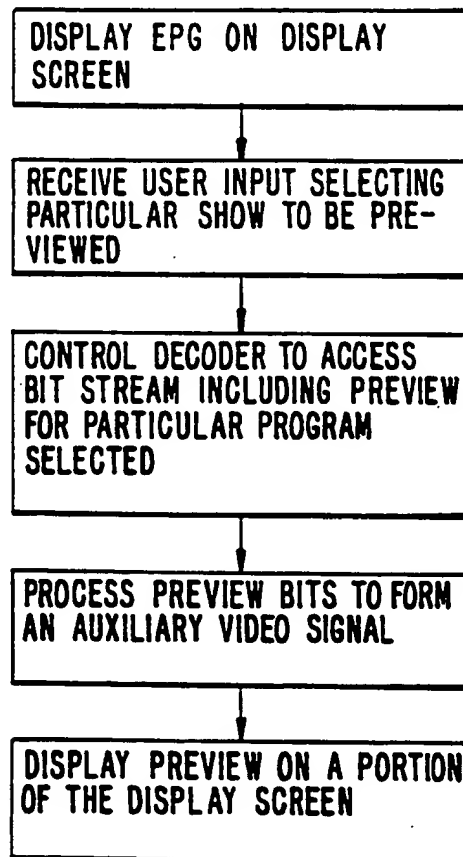 DISPLAY EPG ON DISPLAY
SCREEN
RECEIVE USER INPUT SELECTING
PARTICULAR SHOW TO BE PRE-
VIEWED
CONTROL DECODER TO ACCESS
BIT STREAM INCLUDING PREVIEW
FOR PARTICULAR PROGRAM
SELECTED
PROCESS PREVIEW BITS TO FORM
AN AUXILIARY VIDEO SIGNAL
DISPLAY PREVIEW ON A PORTION
OF THE DISPLAY SCREEN